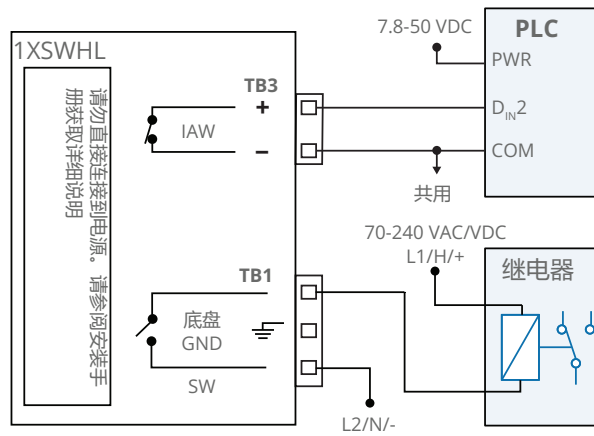 1XSWHL
请勿直接连接到电源。 请参阅安装手
册获取详细说明
TB3
+
IAW
–
TB1
底盘
GND
SW
7.8-50 VDC
PLC
PWR
DIN2
COM
共用
70-240 VAC/VDC
L1/H/+
继电器
L2/N/-